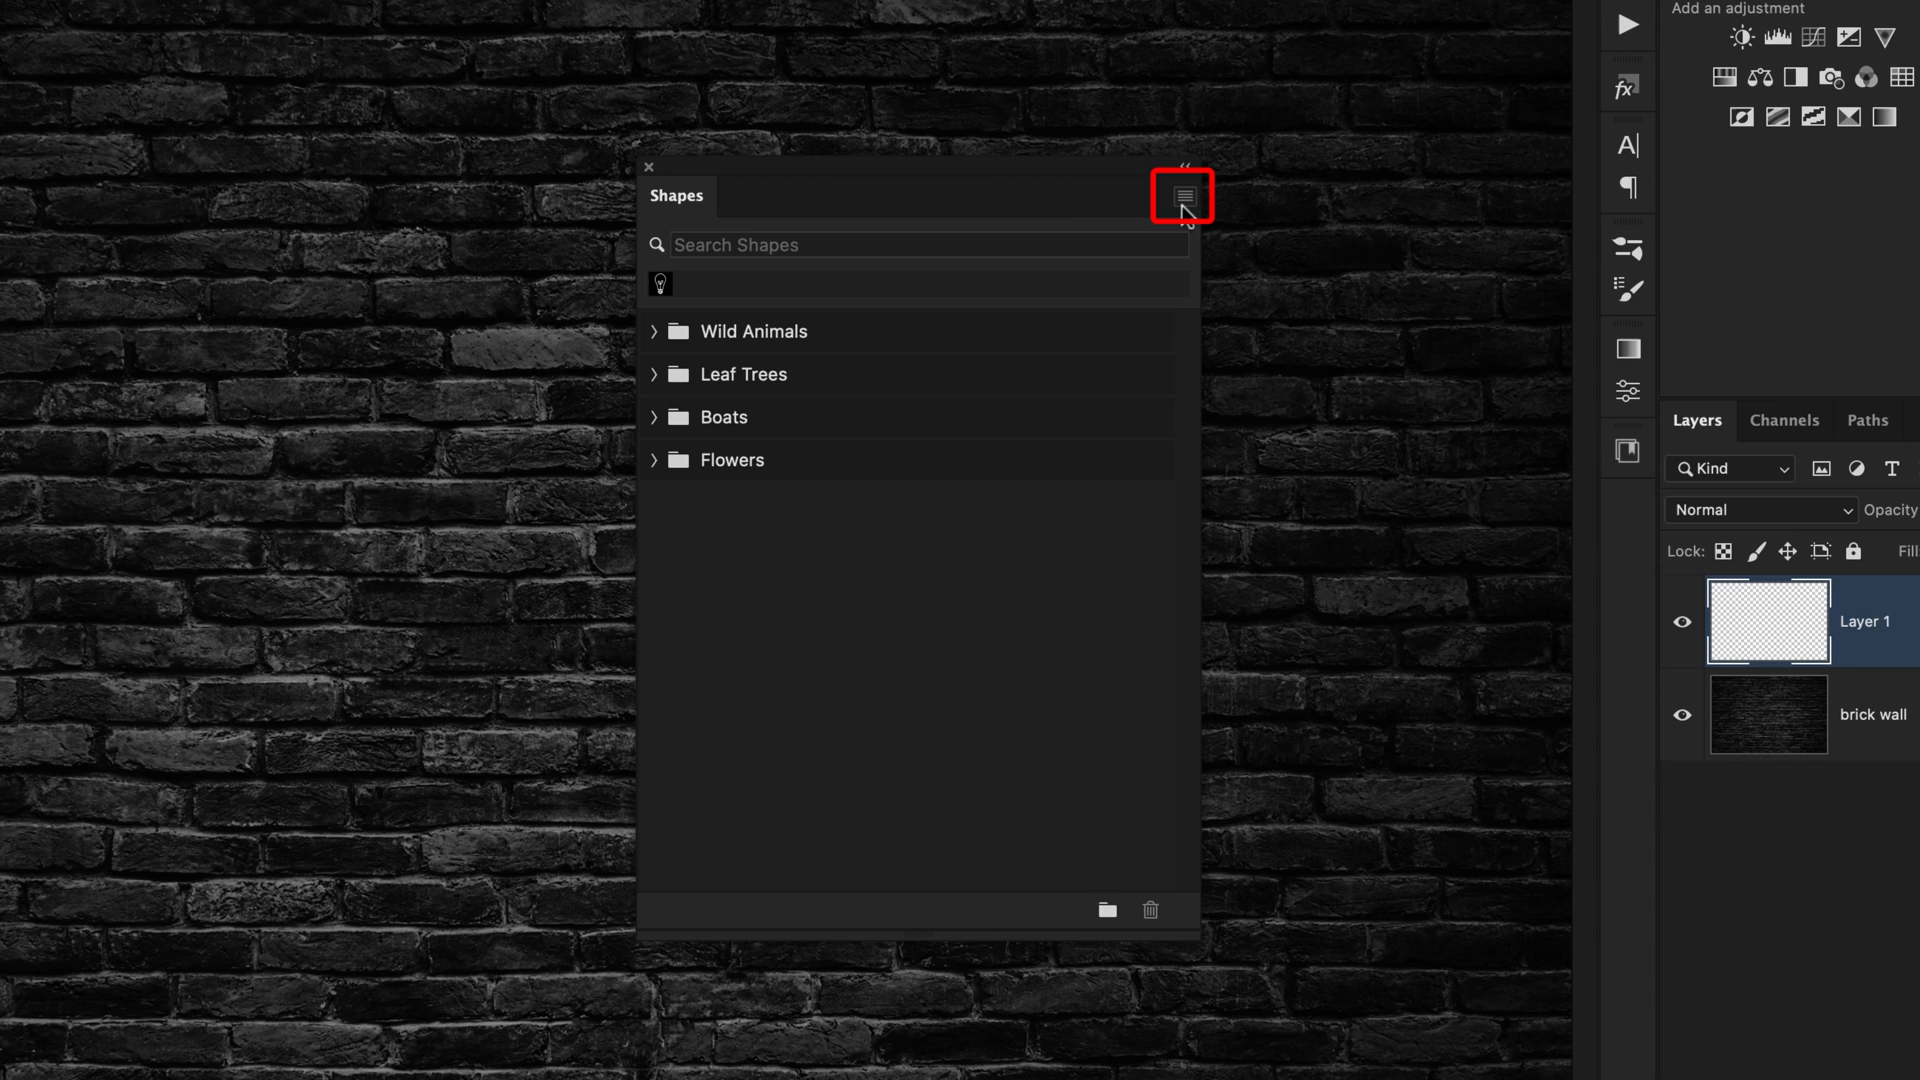 Add an adjustment
fx
A
Shapes
Search Shapes
Wild Animals
Leaf Trees
Boats
Flowers
Layers
Channels
Paths
Kind
T
Normal
Opacity
Lock:
Fill
Layer 1
brick wall